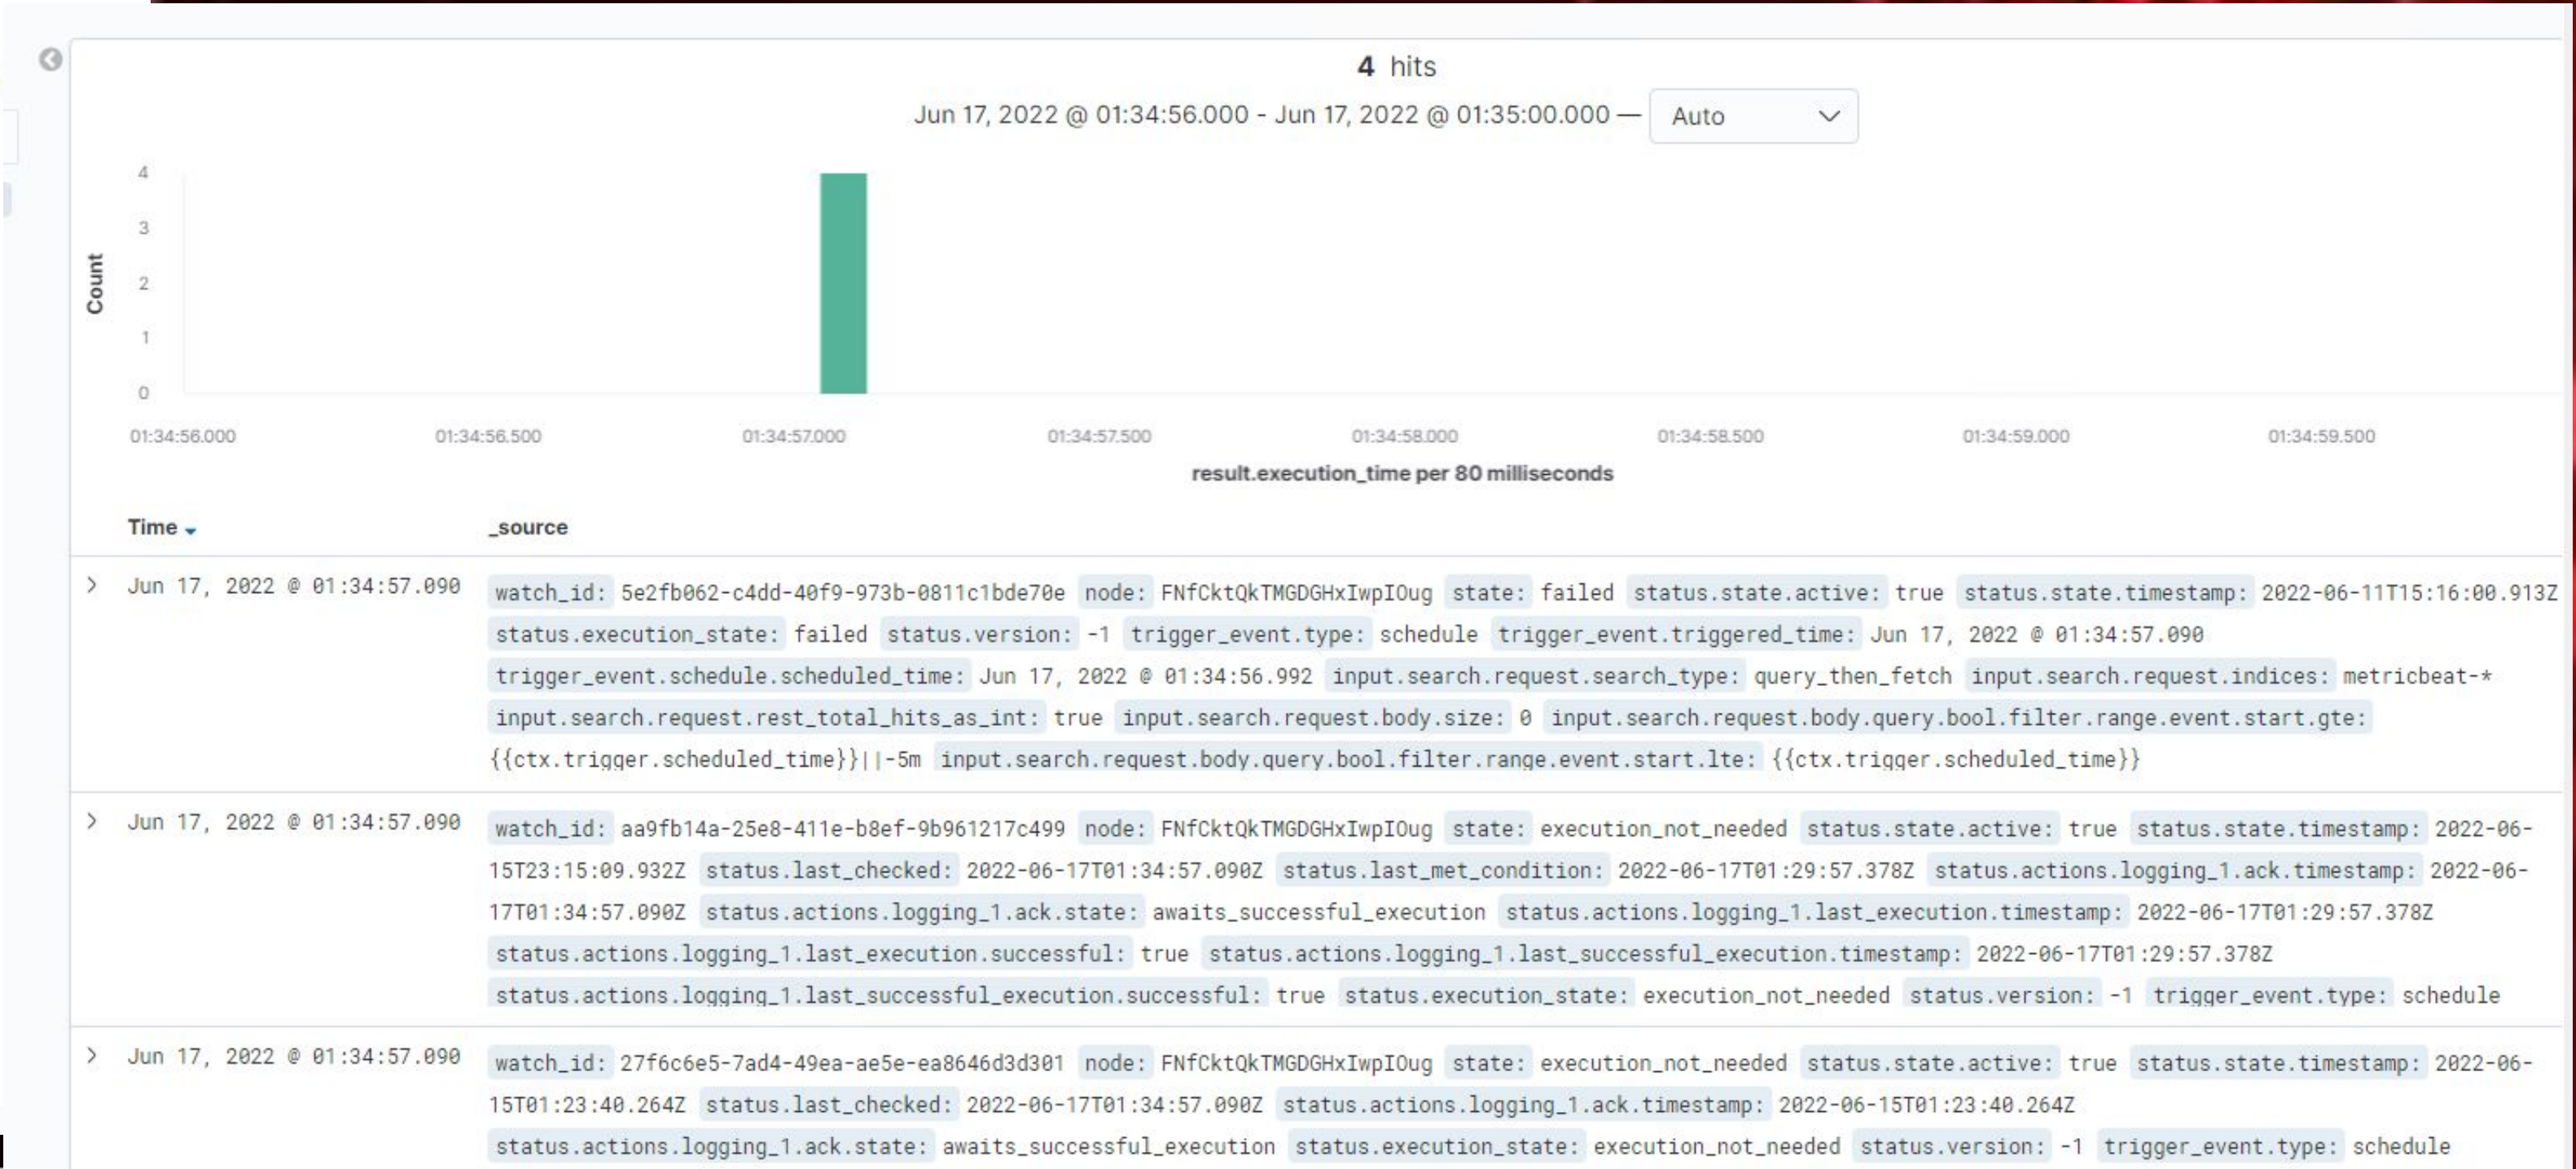 4 hits
Jun 17, 2022 @ 01:34:56.000 - Jun 17, 2022 @ 01:35:00.000 — Auto
4
3
2
1
0
Count
01:34:56.000 01:34:56.500 01:34:57.000 01:34:57.500 01:34:58.000 01:34:58.500 01:34:59.000 01:34:59.500
result.execution_time per 80 milliseconds
Time _source
Jun 17, 2022 @ 01:34:57.090 watch_id: 5e2fb062-c4dd-40f9-973b-0811c1bde70e node: FNfCktQkTMGDGHxIwpIOug state: failed status.state.active: true status.state.timestamp: 2022-06-11T15:16:00.913Z
status.execution_state: failed status.version: -1 trigger_event.type: schedule trigger_event.triggered_time: Jun 17, 2022 @ 01:34:57.090
trigger_event.schedule.scheduled_time: Jun 17, 2022 @ 01:34:56.992 input.search.request.search_type: query_then_fetch input.search.request.indices: metricbeat-*
input.search.request.rest_total_hits_as_int: true input.search.request.body.size: 0 input.search.request.body.query.bool.filter.range.event.start.gte:
{{ctx.trigger.scheduled_time}}||-5m input.search.request.body.query.bool.filter.range.event.start.lte: {{ctx.trigger.scheduled_time}}
Jun 17, 2022 @ 01:34:57.090 watch_id: aa9fb14a-25e8-411e-b8ef-9b961217c499 node: FNfCktQkTMGDGHxIwpIOug state: execution_not_needed status.state.active: true status.state.timestamp: 2022-06-
15T23:15:09.932Z status.last_checked: 2022-06-17T01:34:57.090Z status.last_met_condition: 2022-06-17T01:29:57.378Z status.actions.logging_1.ack.timestamp: 2022-06-
17T01:34:57.090Z status.actions.logging_1.ack.state: awaits_successful_execution status.actions.logging_1.last_execution.timestamp: 2022-06-17T01:29:57.378Z
status.actions.logging_1.last_execution.successful: true status.actions.logging_1.last_successful_execution.timestamp: 2022-06-17T01:29:57.378Z
status.actions.logging_1.last_successful_execution.successful: true status.execution_state: execution_not_needed status.version: -1 trigger_event.type: schedule
Jun 17, 2022 @ 01:34:57.090 watch_id: 27f6c6e5-7ad4-49ea-ae5e-ea8646d3d301 node: FNfCktQkTMGDGHxIwpIOug state: execution_not_needed status.state.active: true status.state.timestamp: 2022-06-
15T01:23:40.264Z status.last_checked: 2022-06-17T01:34:57.090Z status.actions.logging_1.ack.timestamp: 2022-06-15T01:23:40.264Z
status.actions.logging_1.ack.state: awaits_successful_execution status.execution_state: execution_not_needed status.version: -1 trigger_event.type: schedule